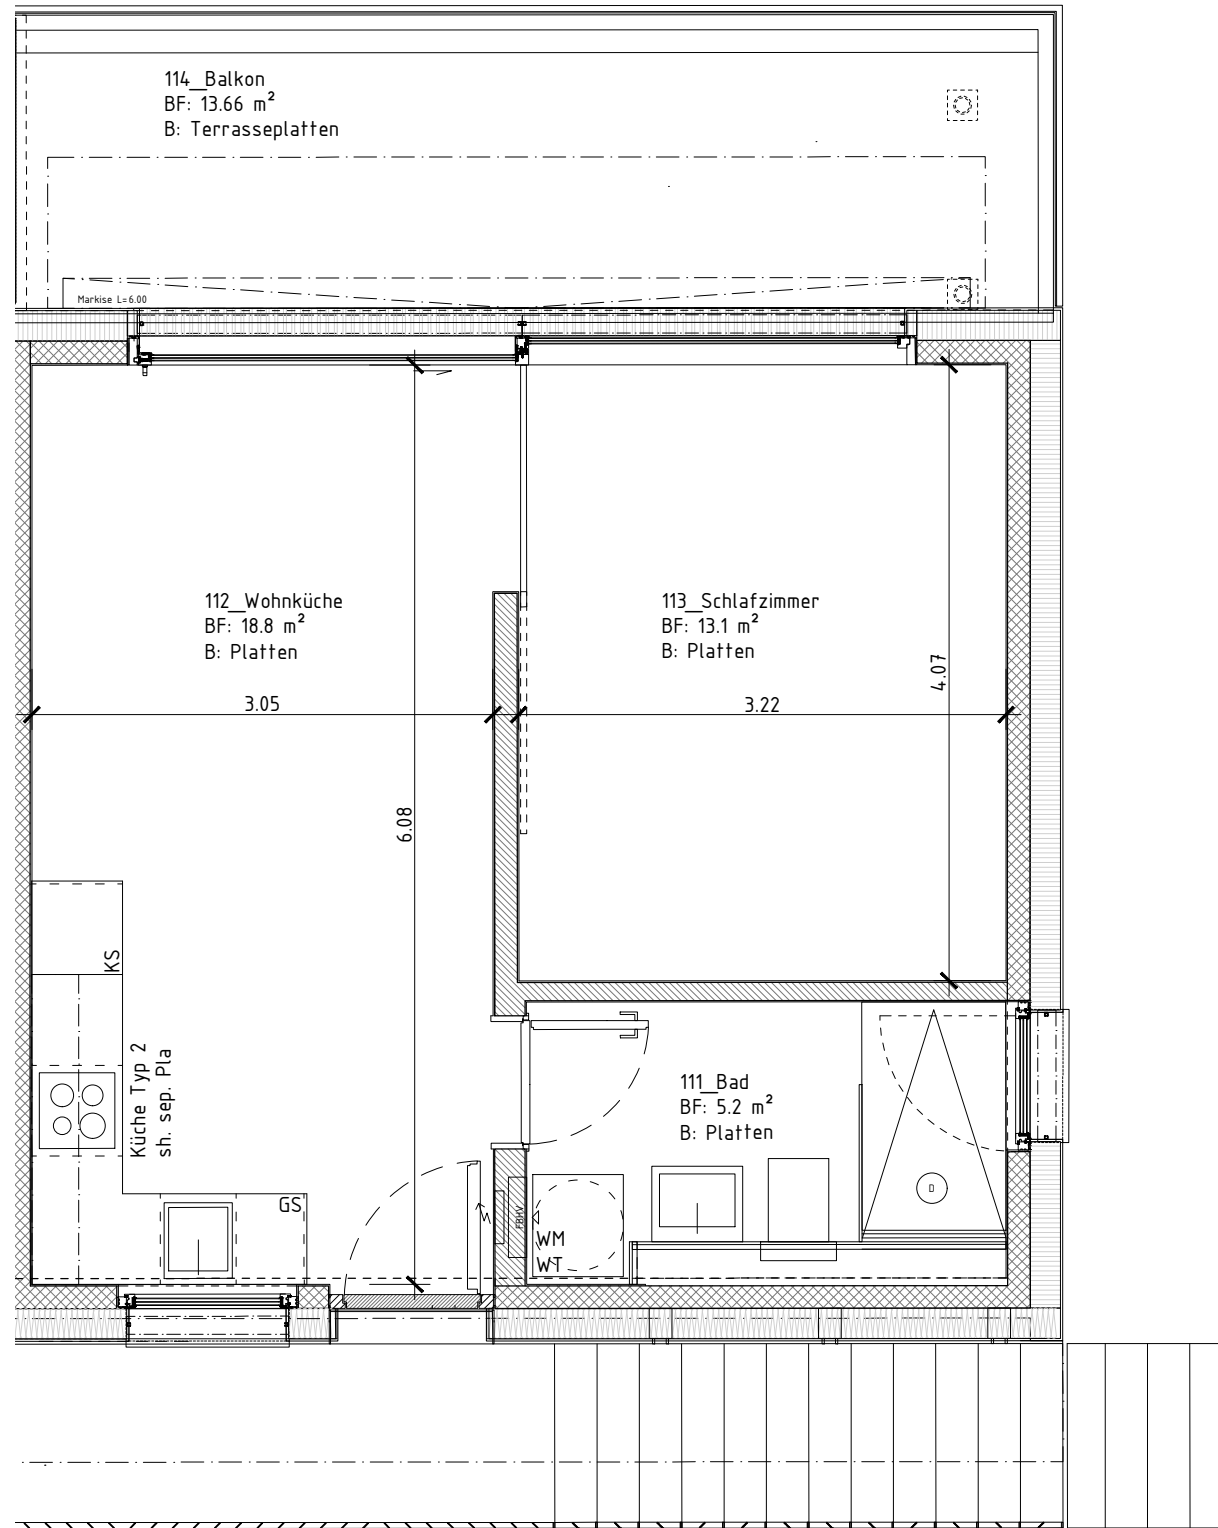 114_Balkon
BF: 13.66 m²
B: Terrasseplatten
Markise L=6.00
112_Wohnküche
BF: 18.8 m²
B: Platten
113_Schlafzimmer
BF: 13.1 m²
B: Platten
4.07
3.05
3.22
6.08
KS
Küche Typ 2
sh. sep. Pla
111_Bad
BF: 5.2 m²
B: Platten
GS
FBHV
WM
WT
D